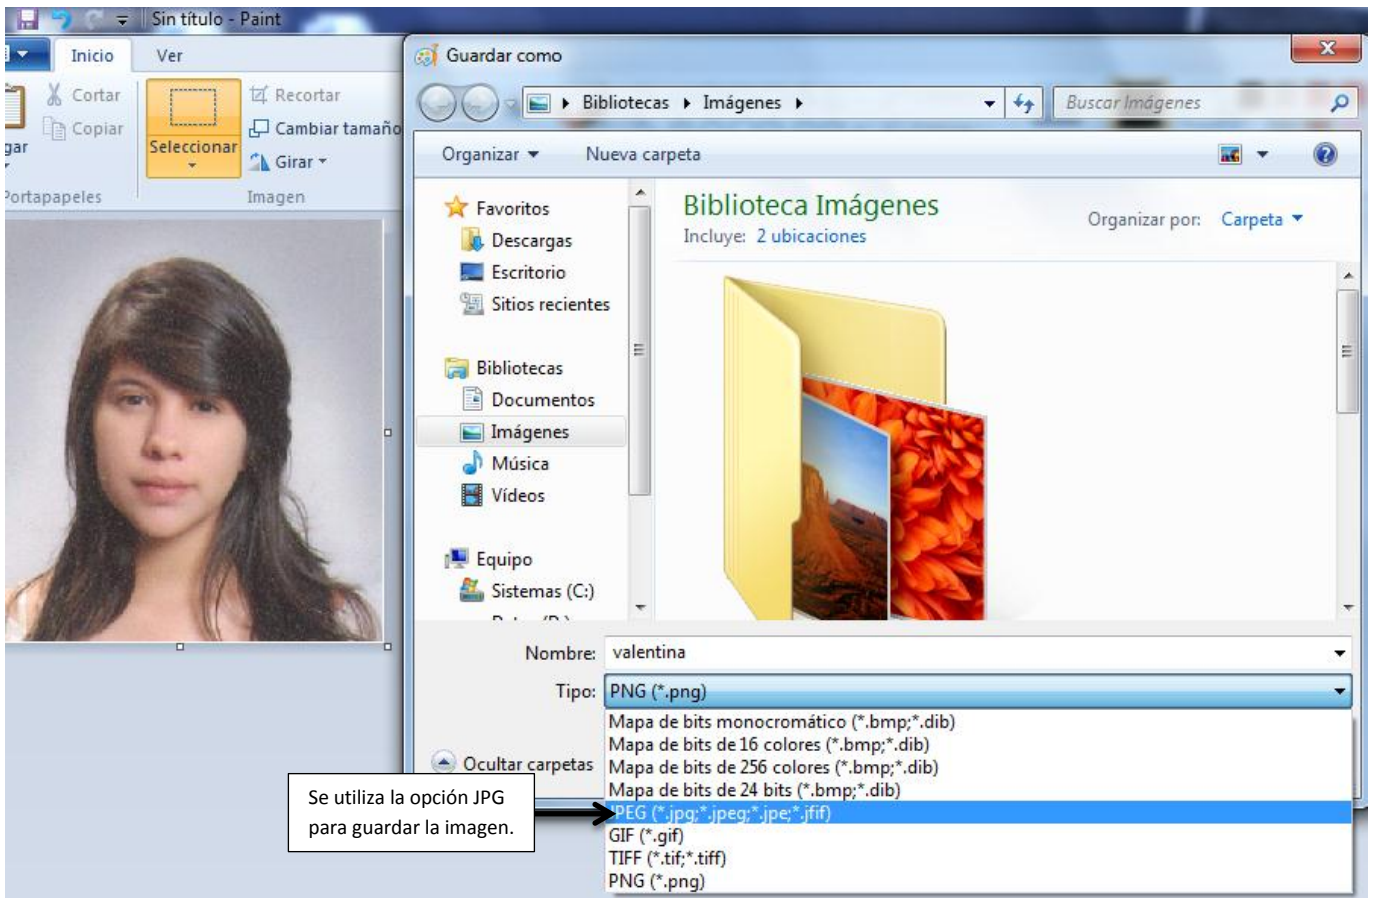 Sin título - Paint
Inicio Ver
Cortar
Copiar
gar
Seleccionar
Recortar
Cambiar tamaño
Girar
Portapapeles
Imagen
Guardar como
Bibliotecas Imágenes
Buscar Imágenes
Organizar Nueva carpeta
Favoritos
Descargas
Escritorio
Sitios recientes
Bibliotecas
Documentos
Imágenes
Música
Vídeos
Equipo
Sistemas (C:)
Biblioteca Imágenes
Incluye: 2 ubicaciones
Organizar por: Carpeta
Nombre: valentina
Tipo: PNG (*.png)
Mapa de bits monocromático (*.bmp;*.dib)
Mapa de bits de 16 colores (*.bmp;*.dib)
Mapa de bits de 256 colores (*.bmp;*.dib)
Mapa de bits de 24 bits (*.bmp;*.dib)
JPEG (*.jpg;*.jpeg;*.jpe;*.jfif)
GIF (*.gif)
TIFF (*.tif;*.tiff)
PNG (*.png)
Ocultar carpetas
Se utiliza la opción JPG
para guardar la imagen.